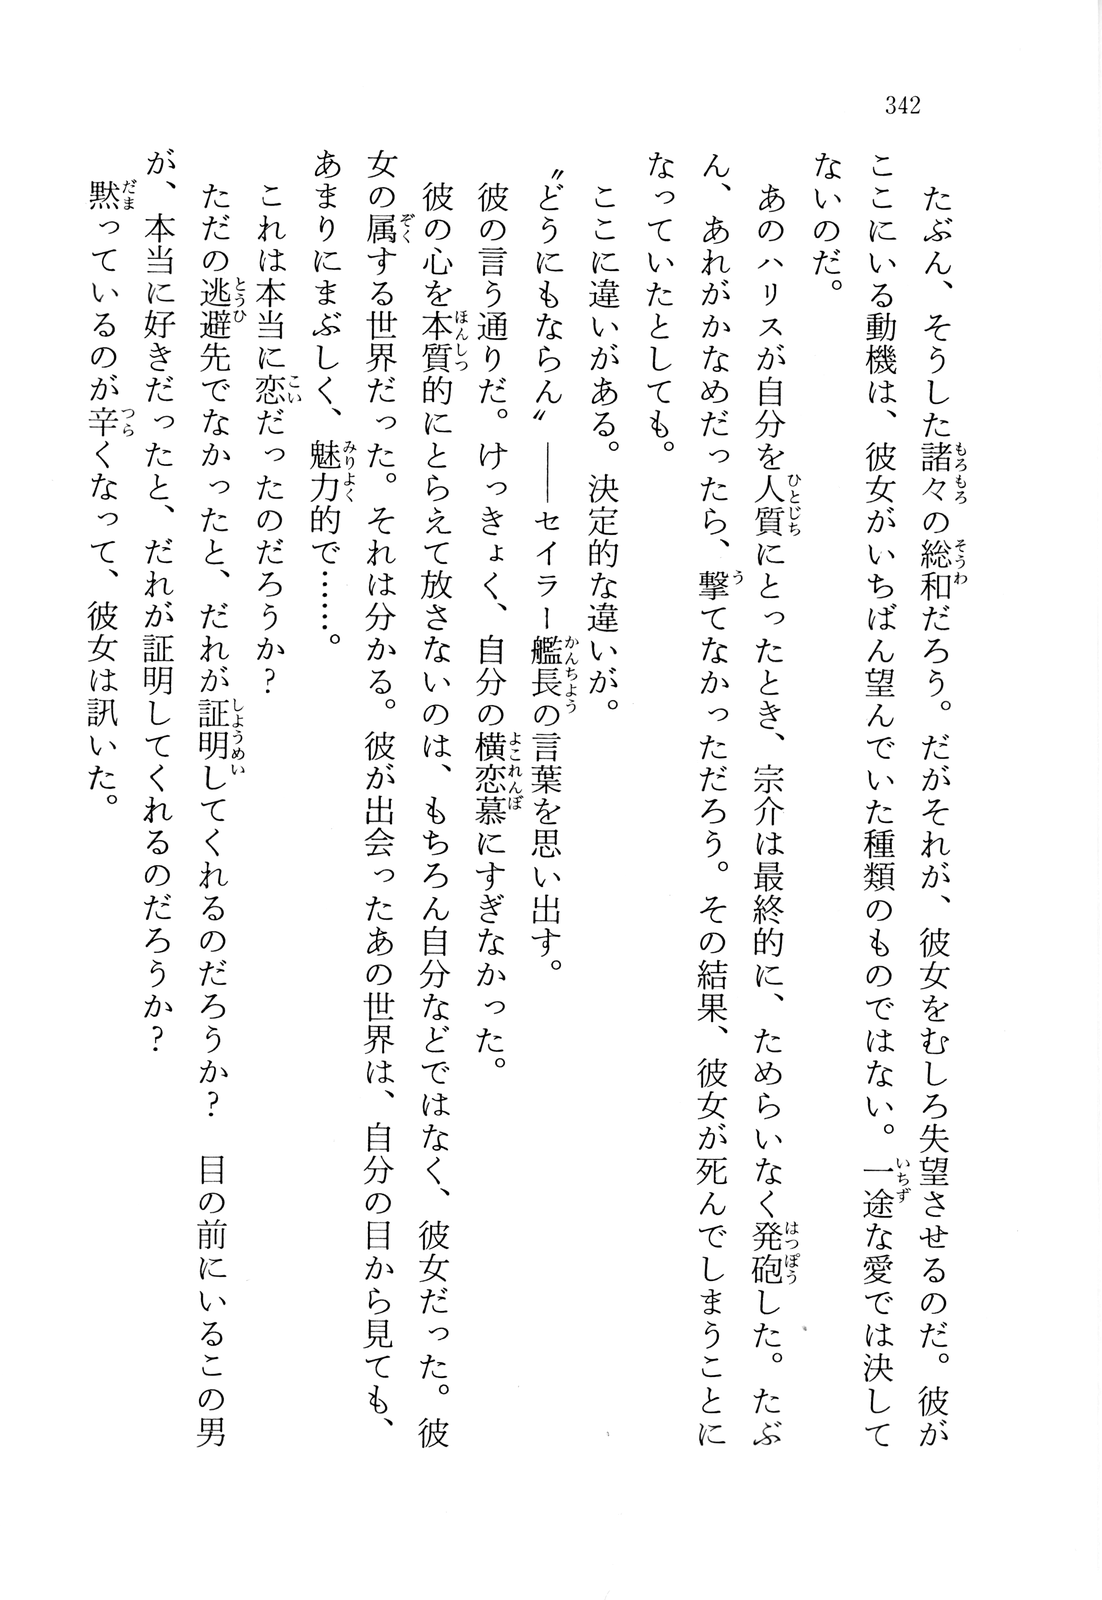 342
たぶん、そうした諸々の総和だろう。だがそれが、彼女をむしろ失望させるのだ。彼が
ここにいる動機は、彼女がいちばん望んでいた種類のものではない。一途な愛では決して
ないのだ。
あのハリスが自分を人質にとったとき、宗介は最終的に、ためらいなく発砲した。たぶ
ん、あれがかなめだったら、撃てなかっただろう。その結果、彼女が死んでしまうことに
なっていたとしても。
ここに違いがある。決定的な違いが。
〝どうにもならん〟――セイラー艦長の言葉を思い出す。
彼の言う通りだ。けっきょく、自分の横恋慕にすぎなかった。
彼の心を本質的にとらえて放さないのは、もちろん自分などではなく、彼女だった。彼
女の属する世界だった。それは分かる。彼が出会ったあの世界は、自分の目から見ても、
あまりにまぶしく、魅力的で……。
これは本当に恋だったのだろうか?
ただの逃避先でなかったと、だれが証明してくれるのだろうか? 目の前にいるこの男
が、本当に好きだったと、だれが証明してくれるのだろうか?
黙っているのが辛くなって、彼女は訊いた。